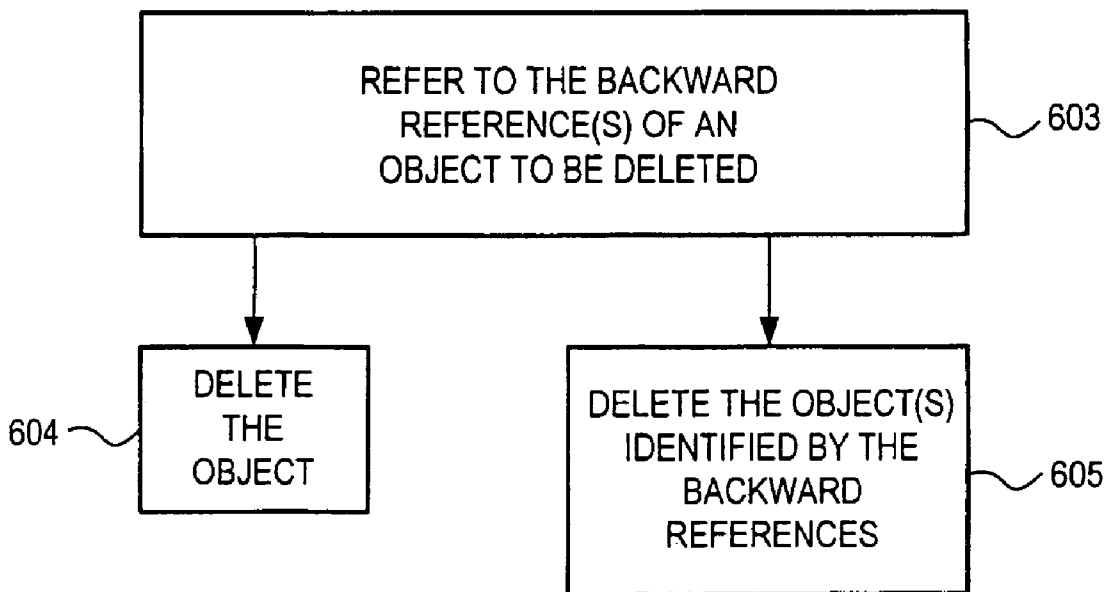 REFER TO THE BACKWARD
REFERENCE(S) OF AN
OBJECT TO BE DELETED
603
DELETE
THE
OBJECT
604
DELETE THE OBJECT(S)
IDENTIFIED BY THE
BACKWARD
REFERENCES
605